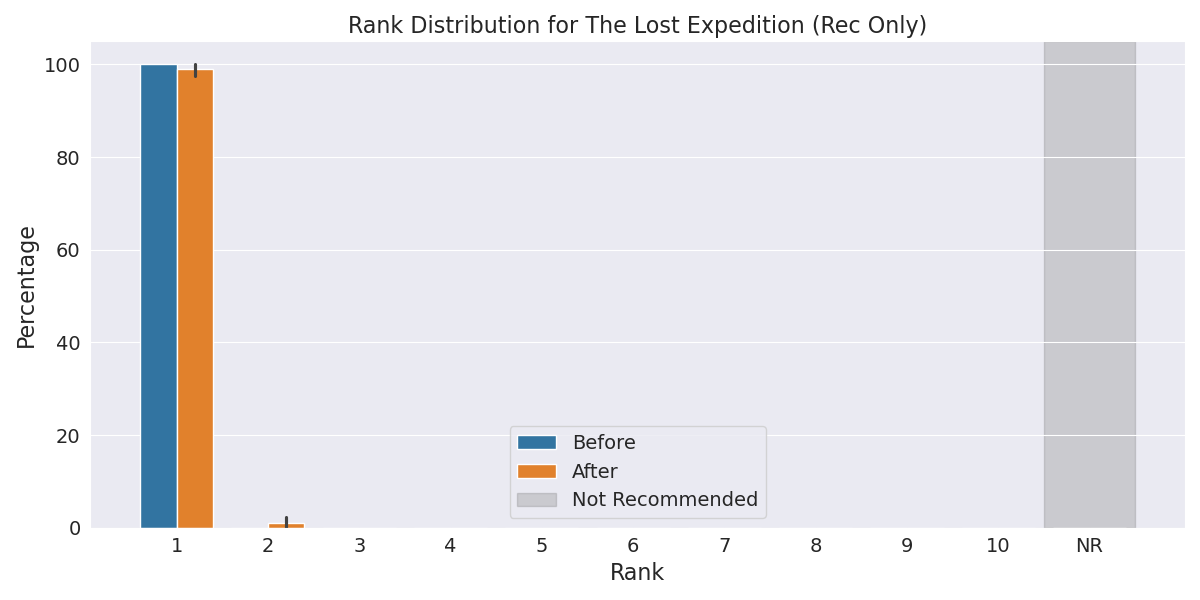 Rank Distribution for The Lost Expedition (Rec Only)
Percentage
100
80
60
40
20
0
Before
After
Not Recommended
1 2 3 4 5 6 7 8 9 10 NR
Rank